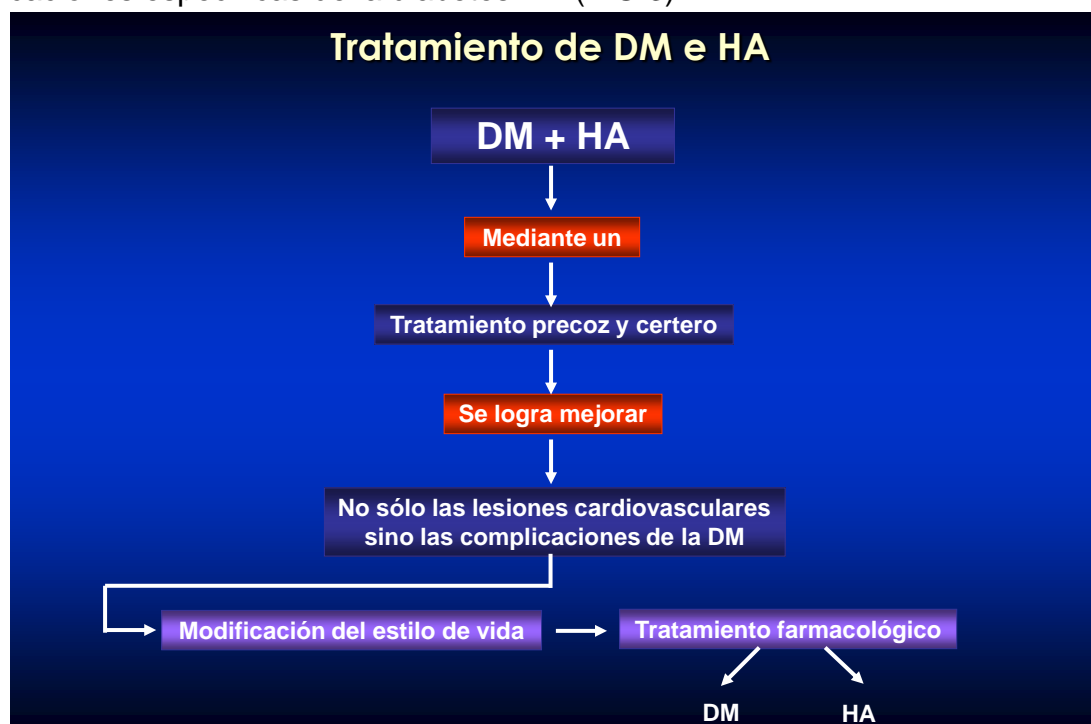 Tratamiento de DM e HA
DM + HA
Mediante un
Tratamiento precoz y certero
Se logra mejorar
No sólo las lesiones cardiovasculares
sino las complicaciones de la DM
Modificación del estilo de vida
Tratamiento farmacológico
DM
HA